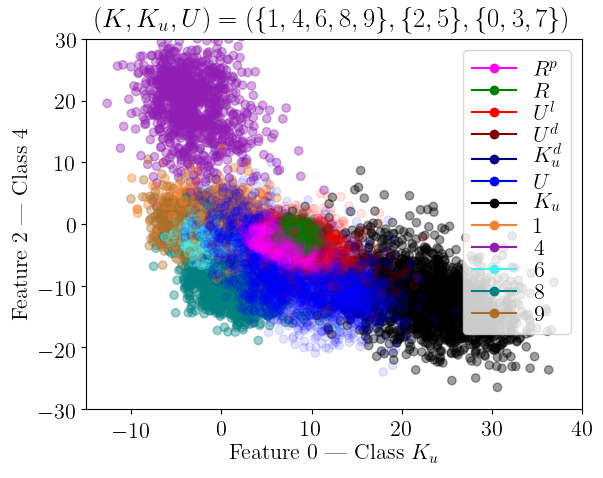 (K, K_u, U) = ({1, 4, 6, 8, 9}, {2, 5}, {0, 3, 7})
Feature 2 — Class 4
30
20
10
0
−10
−20
−30
R^p
R
U^l
U^d
K_u^d
U
K_u
1
4
6
8
9
−10 0 10 20 30 40
Feature 0 — Class K_u